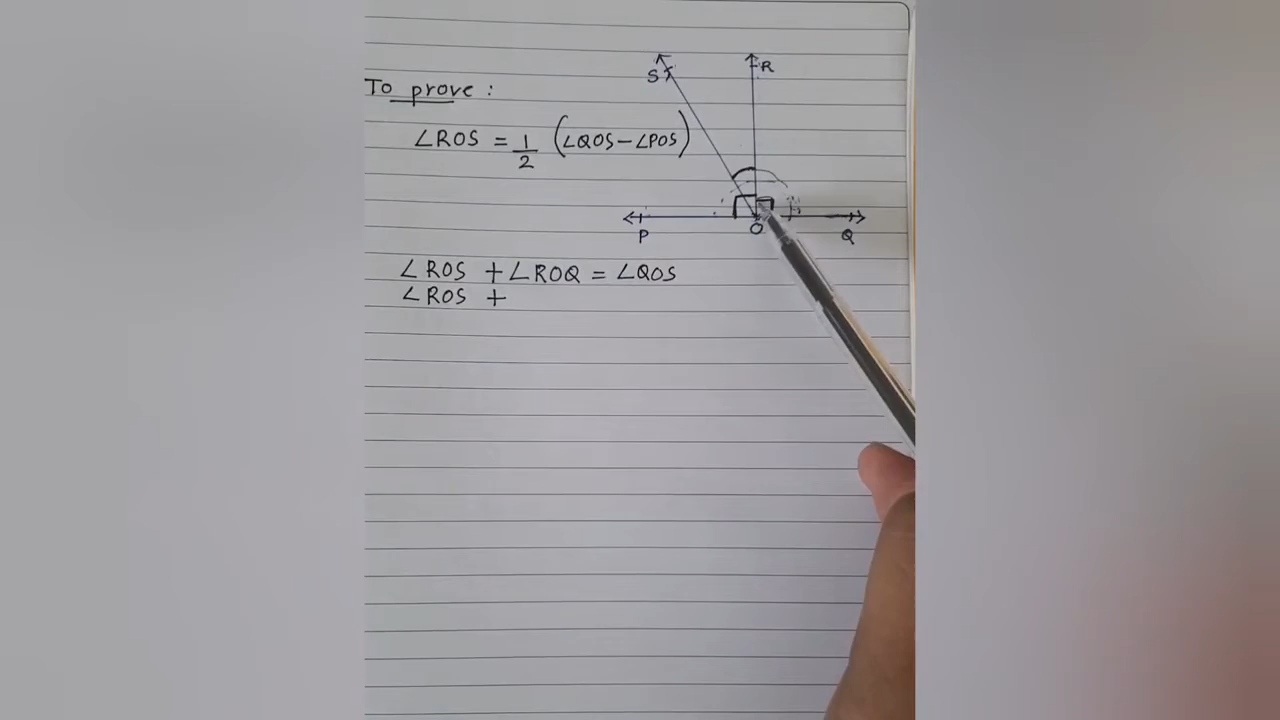 To prove :
∠ROS = 1/2 (∠QOS - ∠POS)
S
R
P
O
Q
∠ROS + ∠ROQ = ∠QOS
∠ROS +